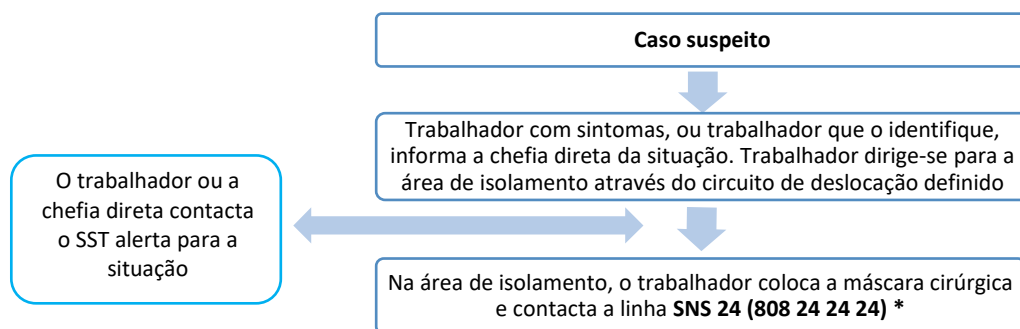 Caso suspeito
Trabalhador com sintomas, ou trabalhador que o identifique,
informa a chefia direta da situação. Trabalhador dirige-se para a
área de isolamento através do circuito de deslocação definido
O trabalhador ou a
chefia direta contacta
o SST alerta para a
situação
Na área de isolamento, o trabalhador coloca a máscara cirúrgica
e contacta a linha SNS 24 (808 24 24 24) *